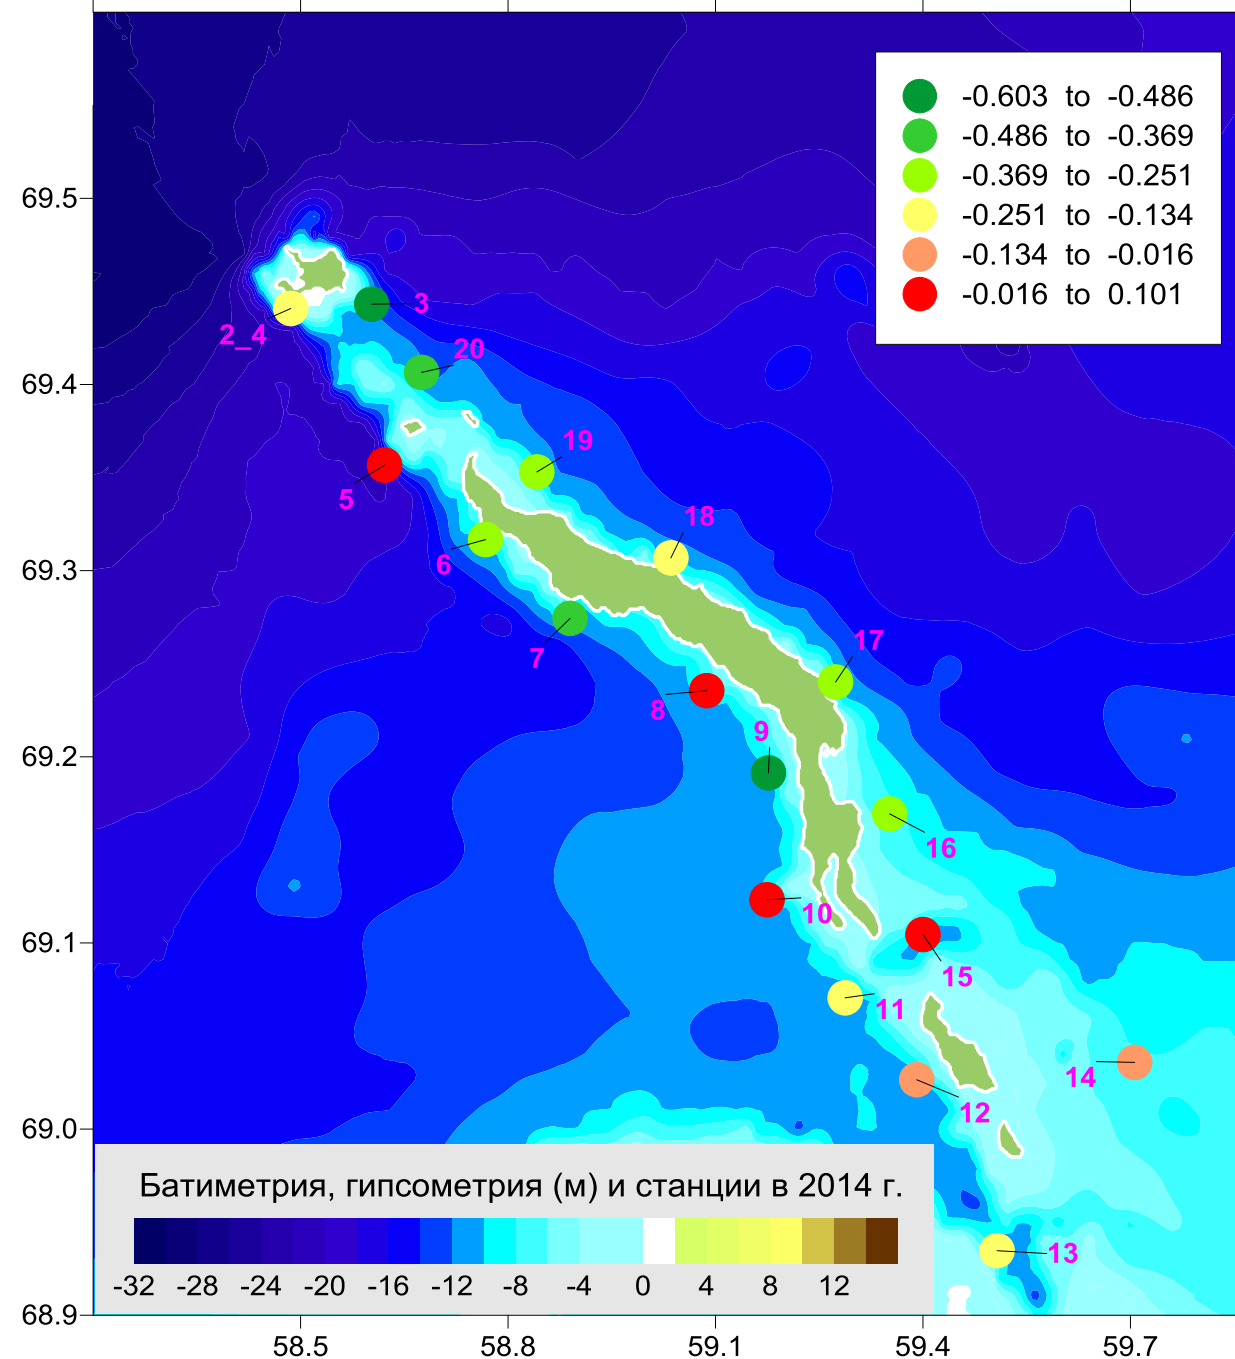 -0.603 to -0.486
-0.486 to -0.369
-0.369 to -0.251
-0.251 to -0.134
-0.134 to -0.016
-0.016 to 0.101
69.5
69.4
69.3
69.2
69.1
69.0
68.9
2_4
3
20
19
5
18
6
7
17
8
9
16
10
15
11
14
12
13
Батиметрия, гипсометрия (м) и станции в 2014 г.
-32 -28 -24 -20 -16 -12 -8 -4 0 4 8 12
58.5 58.8 59.1 59.4 59.7